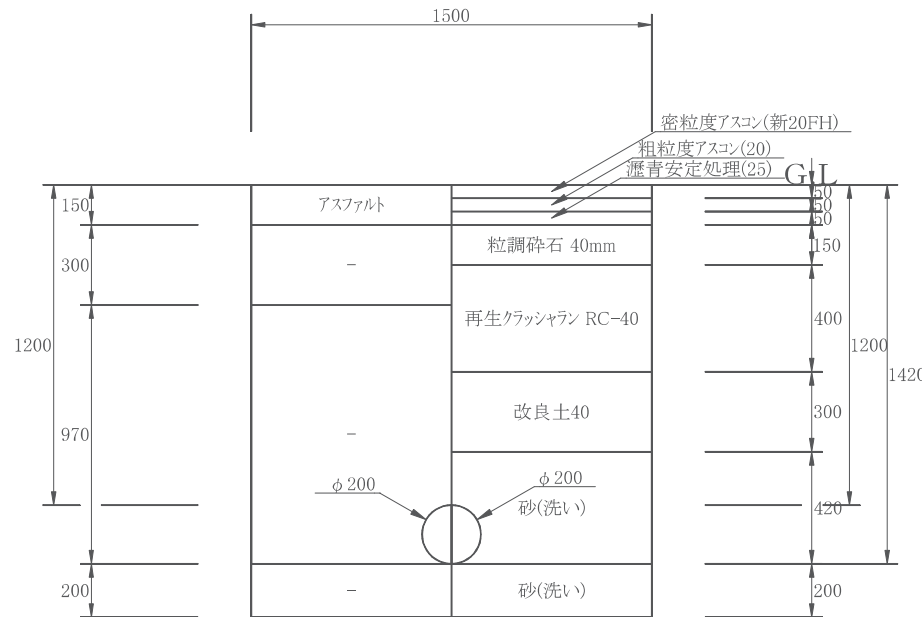 1500
密粒度アスコン(新20FH)
粗粒度アスコン(20)
瀝青安定処理(25)
G.L
150
アスファルト
50
50
50
300
-
粒調砕石 40mm
150
再生クラッシャラン RC-40
400
1200
1200
1420
970
-
改良土40
300
φ200
φ200
砂(洗い)
420
200
-
砂(洗い)
200